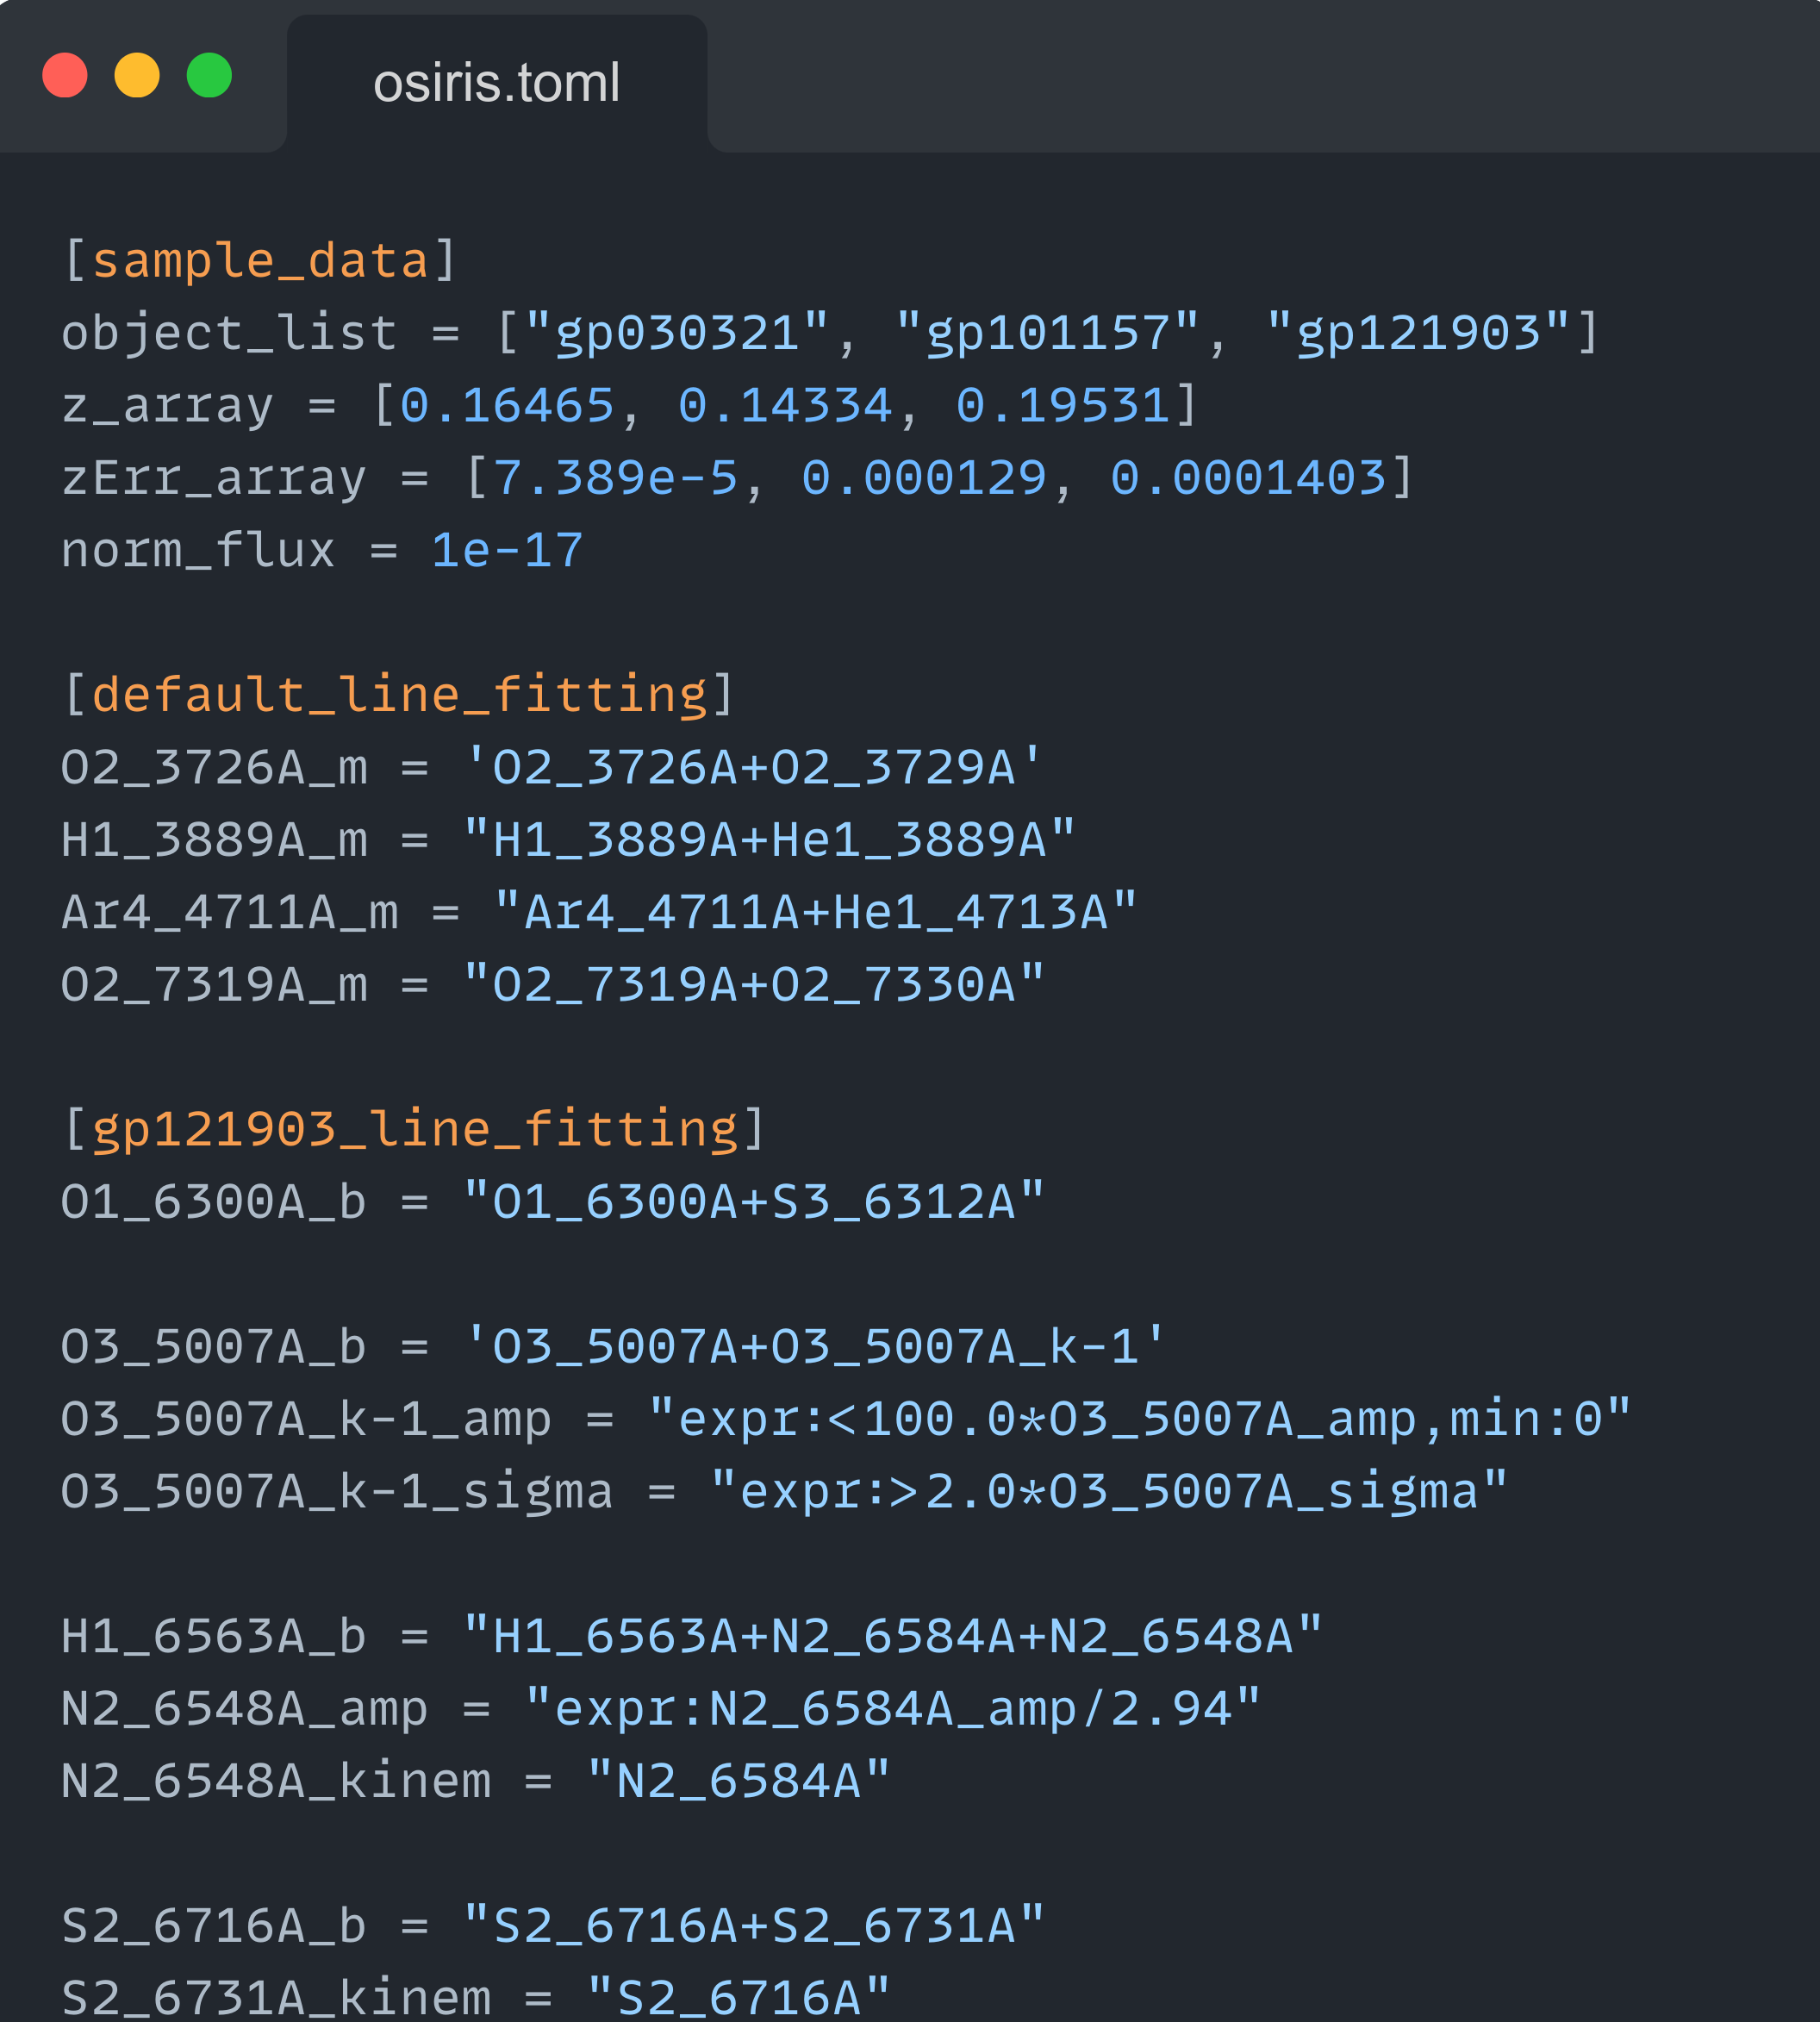 osiris.toml
[sample_data]
object_list = ["gp030321", "gp101157", "gp121903"]
z_array = [0.16465, 0.14334, 0.19531]
zErr_array = [7.389e-5, 0.000129, 0.0001403]
norm_flux = 1e-17
[default_line_fitting]
O2_3726A_m = 'O2_3726A+O2_3729A'
H1_3889A_m = "H1_3889A+He1_3889A"
Ar4_4711A_m = "Ar4_4711A+He1_4713A"
O2_7319A_m = "O2_7319A+O2_7330A"
[gp121903_line_fitting]
O1_6300A_b = "O1_6300A+S3_6312A"
O3_5007A_b = 'O3_5007A+O3_5007A_k-1'
O3_5007A_k-1_amp = "expr:<100.0*O3_5007A_amp,min:0"
O3_5007A_k-1_sigma = "expr:>2.0*O3_5007A_sigma"
H1_6563A_b = "H1_6563A+N2_6584A+N2_6548A"
N2_6548A_amp = "expr:N2_6584A_amp/2.94"
N2_6548A_kinem = "N2_6584A"
S2_6716A_b = "S2_6716A+S2_6731A"
S2_6731A_kinem = "S2_6716A"